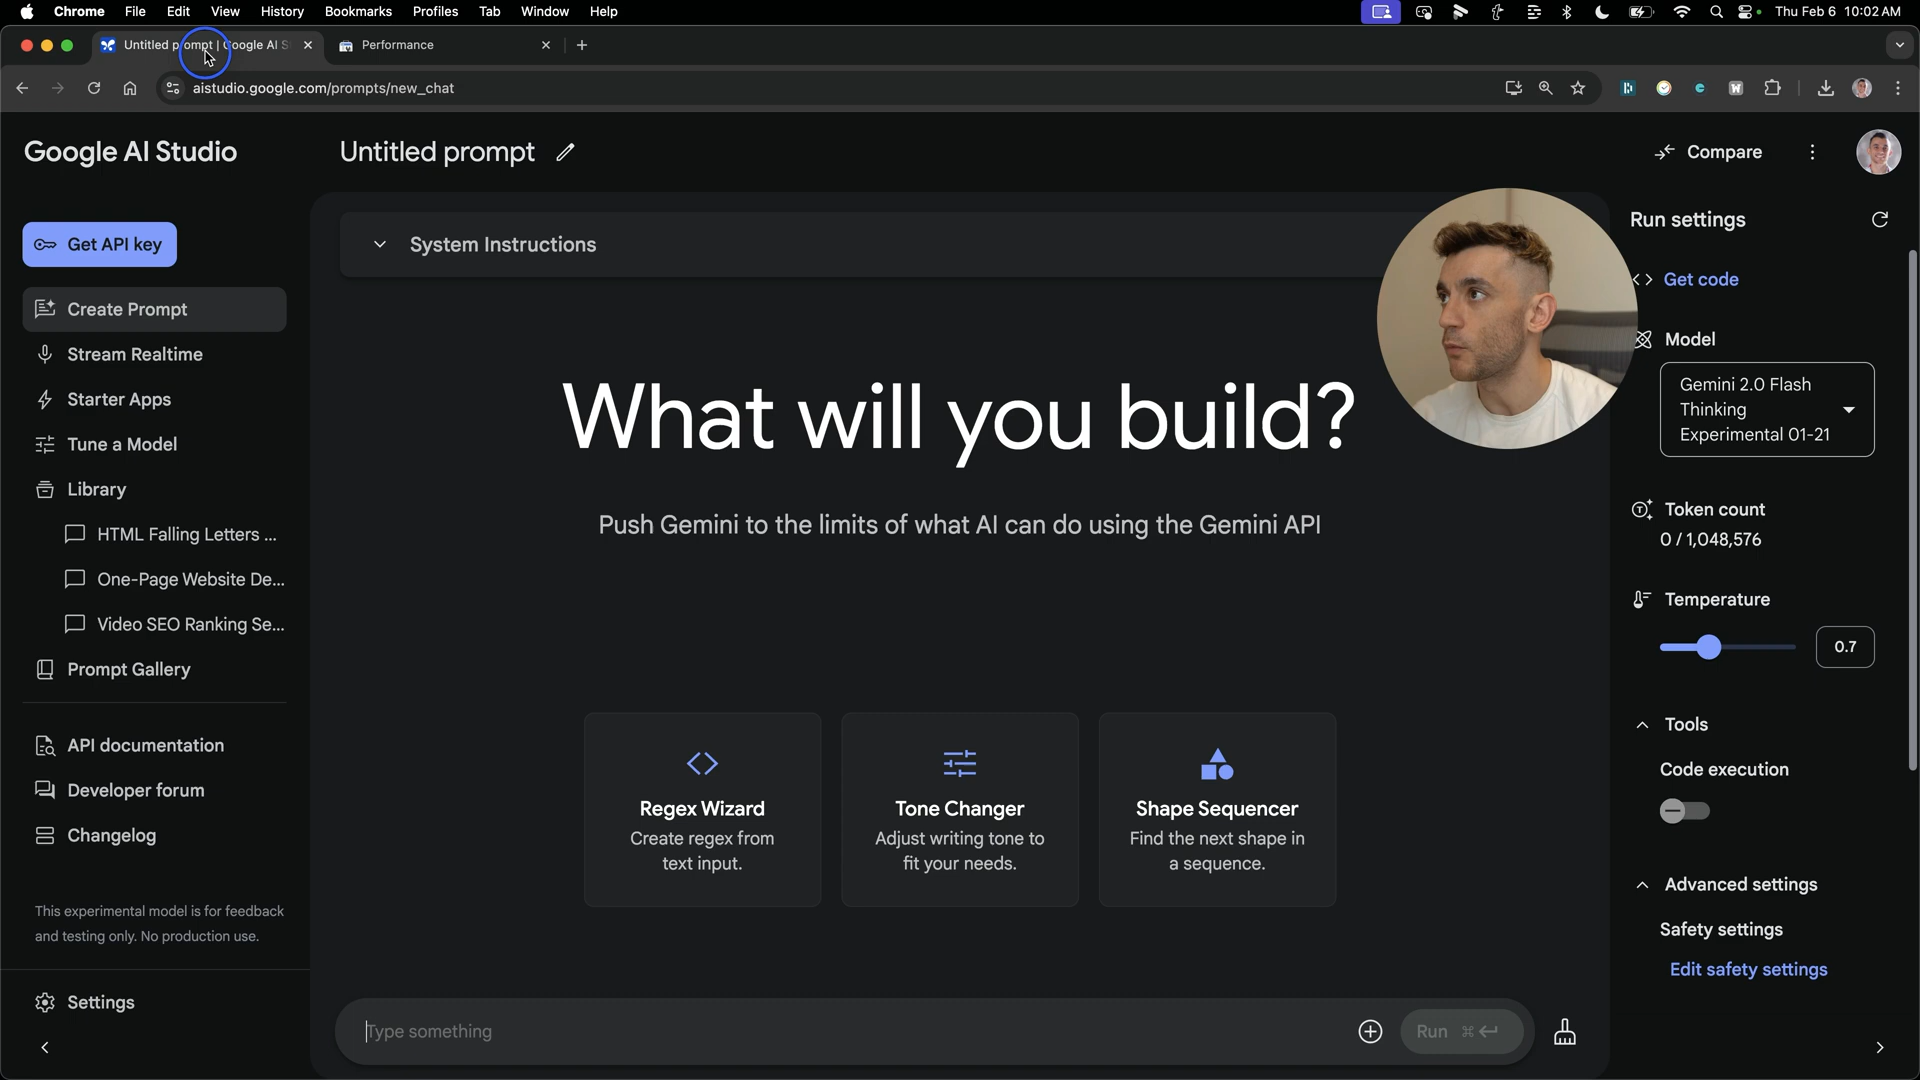 Chrome File Edit View History Bookmarks Profiles Tab Window Help Thu Feb 6 10:02 AM
Untitled prompt | Google AI S Performance
aistudio.google.com/prompts/new_chat
Google AI Studio
Untitled prompt
Compare
Get API key
Create Prompt
Stream Realtime
Starter Apps
Tune a Model
Library
HTML Falling Letters ...
One-Page Website De...
Video SEO Ranking Se...
Prompt Gallery
API documentation
Developer forum
Changelog
This experimental model is for feedback
and testing only. No production use.
Settings
System Instructions
What will you build?
Push Gemini to the limits of what AI can do using the Gemini API
Regex Wizard
Create regex from
text input.
Tone Changer
Adjust writing tone to
fit your needs.
Shape Sequencer
Find the next shape in
a sequence.
Type something
Run ⌘
Run settings
Get code
Model
Gemini 2.0 Flash
Thinking
Experimental 01-21
Token count
0 / 1,048,576
Temperature
0.7
Tools
Code execution
Advanced settings
Safety settings
Edit safety settings